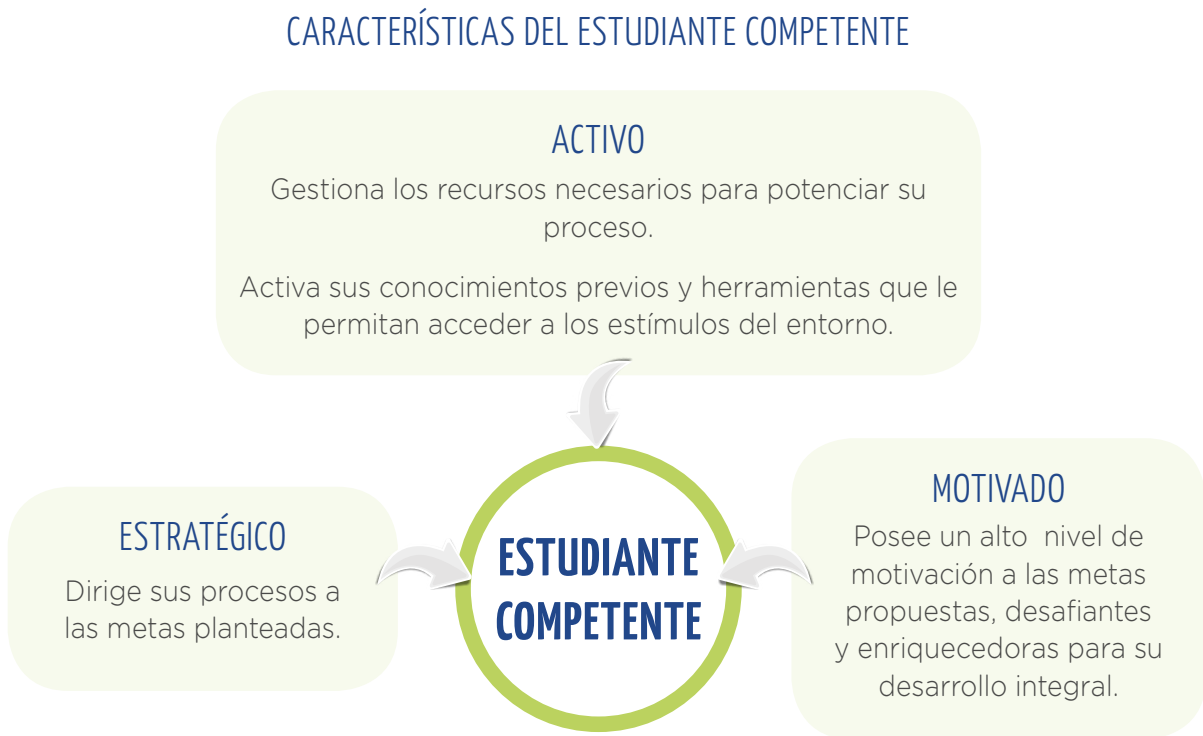 CARACTERÍSTICAS DEL ESTUDIANTE COMPETENTE
ACTIVO
Gestiona los recursos necesarios para potenciar su
proceso.
Activa sus conocimientos previos y herramientas que le
permitan acceder a los estímulos del entorno.
ESTRATÉGICO
Dirige sus procesos a
las metas planteadas.
ESTUDIANTE
COMPETENTE
MOTIVADO
Posee un alto nivel de
motivación a las metas
propuestas, desafiantes
y enriquecedoras para su
desarrollo integral.